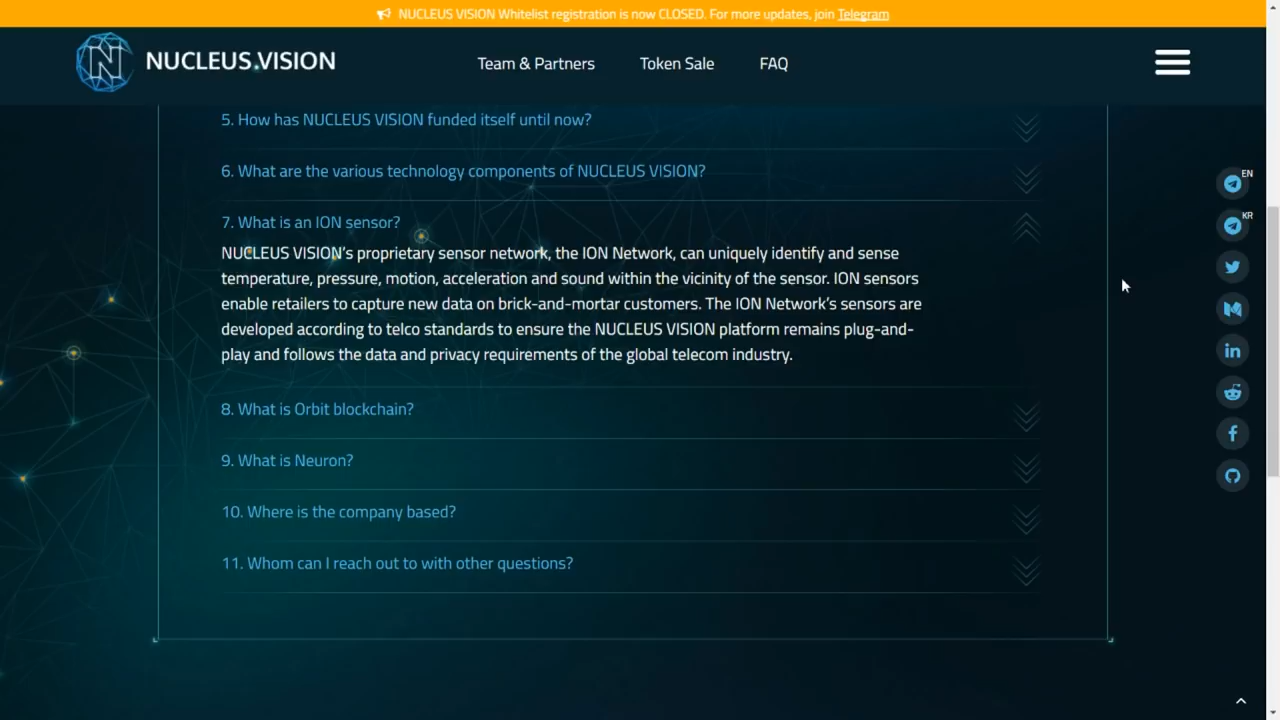 NUCLEUS VISION Whitelist registration is now CLOSED. For more updates, join Telegram
NUCLEUS.VISION
Team & Partners
Token Sale
FAQ
5. How has NUCLEUS VISION funded itself until now?
6. What are the various technology components of NUCLEUS VISION?
7. What is an ION sensor?
NUCLEUS VISION's proprietary sensor network, the ION Network, can uniquely identify and sense
temperature, pressure, motion, acceleration and sound within the vicinity of the sensor. ION sensors
enable retailers to capture new data on brick-and-mortar customers. The ION Network's sensors are
developed according to telco standards to ensure the NUCLEUS VISION platform remains plug-and-
play and follows the data and privacy requirements of the global telecom industry.
8. What is Orbit blockchain?
9. What is Neuron?
10. Where is the company based?
11. Whom can I reach out to with other questions?
EN
KR